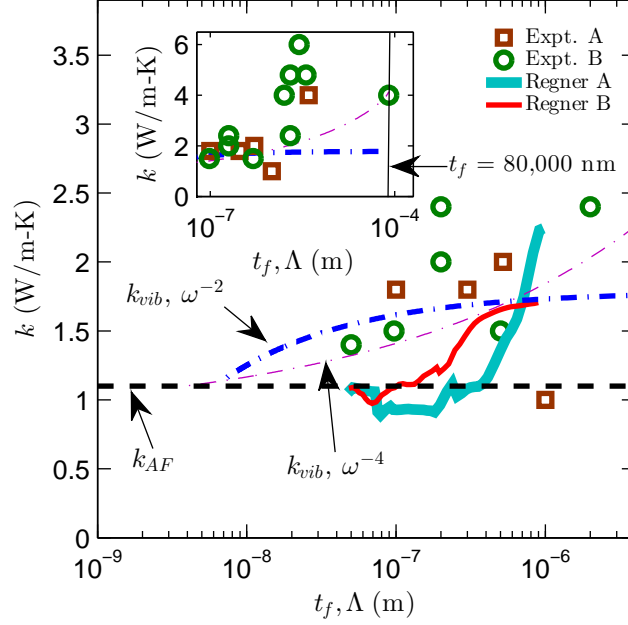 Expt. A
Expt. B
Regner A
Regner B
6
4
2
0
k (W/m-K)
10⁻⁷
10⁻⁴
t_f, Λ (m)
t_f = 80,000 nm
k_vib, ω⁻²
k_AF
k_vib, ω⁻⁴
3.5
3
2.5
2
1.5
1
0.5
0
k (W/m-K)
10⁻⁹
10⁻⁸
10⁻⁷
10⁻⁶
t_f, Λ (m)